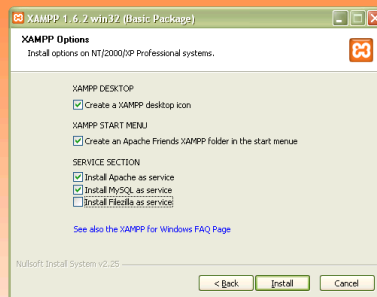 XAMPP 1.6.2 win32 (Basic Package)
XAMPP Options
Install options on NT/2000/XP Professional systems.
XAMPP DESKTOP
Create a XAMPP desktop icon
XAMPP START MENU
Create an Apache Friends XAMPP folder in the start menue
SERVICE SECTION
Install Apache as service
Install MySQL as service
Install Filezilla as service
See also the XAMPP for Windows FAQ Page
Nullsoft Install System v2.25
< Back Install Cancel